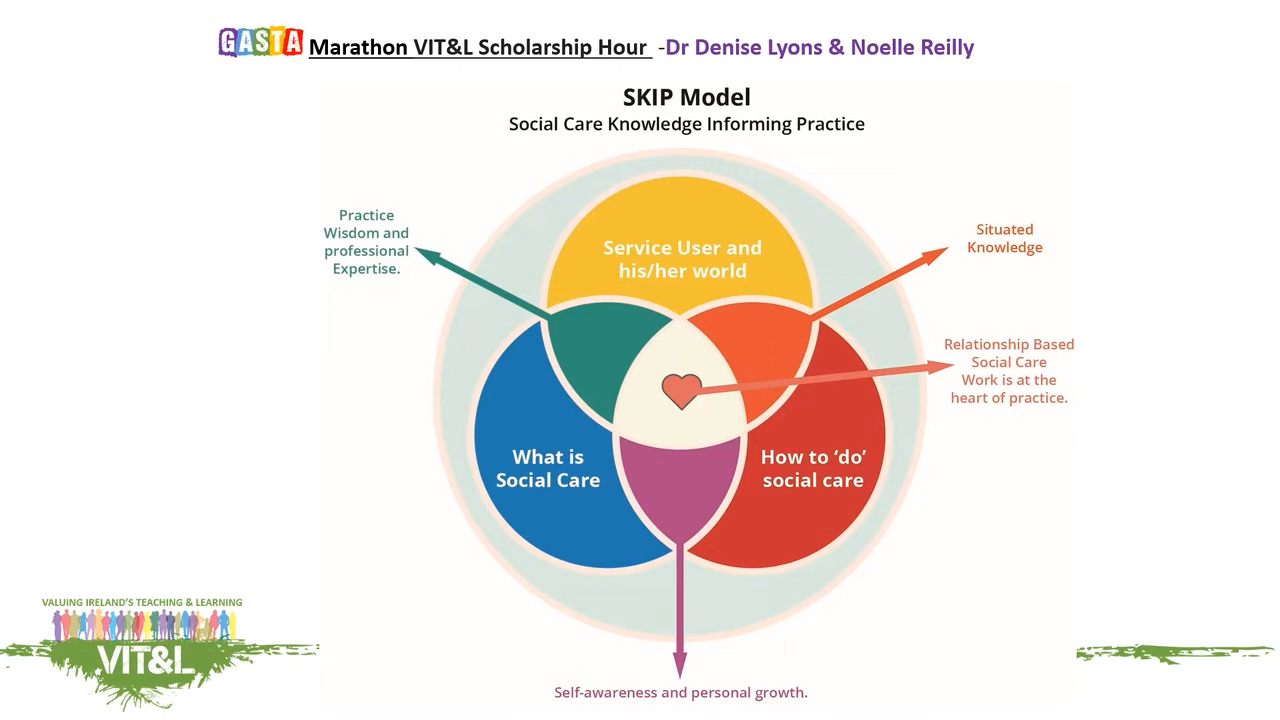 GASTA Marathon VIT&L Scholarship Hour -Dr Denise Lyons & Noelle Reilly
SKIP Model
Social Care Knowledge Informing Practice
Practice
Wisdom and
professional
Expertise.
Service User and
his/her world
Situated
Knowledge
Relationship Based
Social Care
Work is at the
heart of practice.
What is
Social Care
How to ‘do’
social care
Self-awareness and personal growth.
VALUING IRELAND'S TEACHING & LEARNING
VIT&L